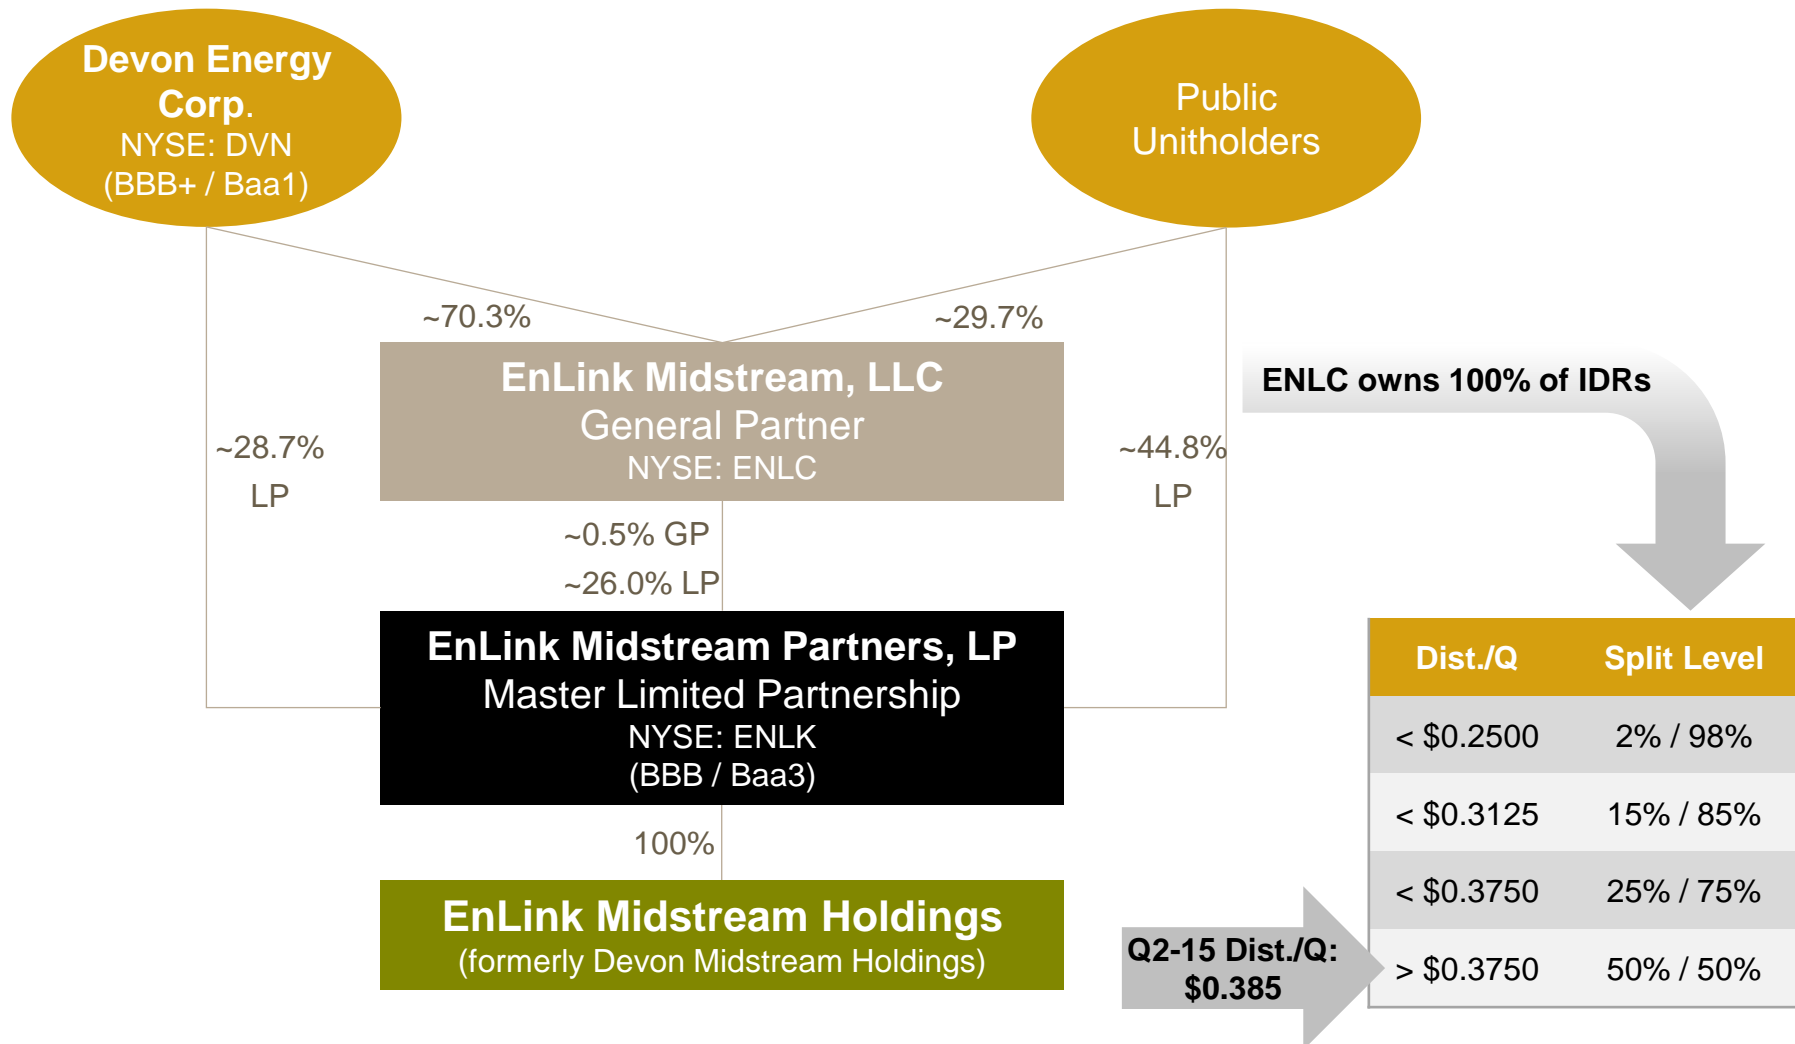 Devon Energy
Corp.
NYSE: DVN
(BBB+ / Baa1)
Public
Unitholders
~70.3%
~29.7%
EnLink Midstream, LLC
General Partner
NYSE: ENLC
ENLC owns 100% of IDRs
~28.7%
LP
~44.8%
LP
~0.5% GP
~26.0% LP
EnLink Midstream Partners, LP
Master Limited Partnership
NYSE: ENLK
(BBB / Baa3)
100%
EnLink Midstream Holdings
(formerly Devon Midstream Holdings)
Dist./Q Split Level
< $0.2500 2% / 98%
< $0.3125 15% / 85%
< $0.3750 25% / 75%
> $0.3750 50% / 50%
Q2-15 Dist./Q:
$0.385